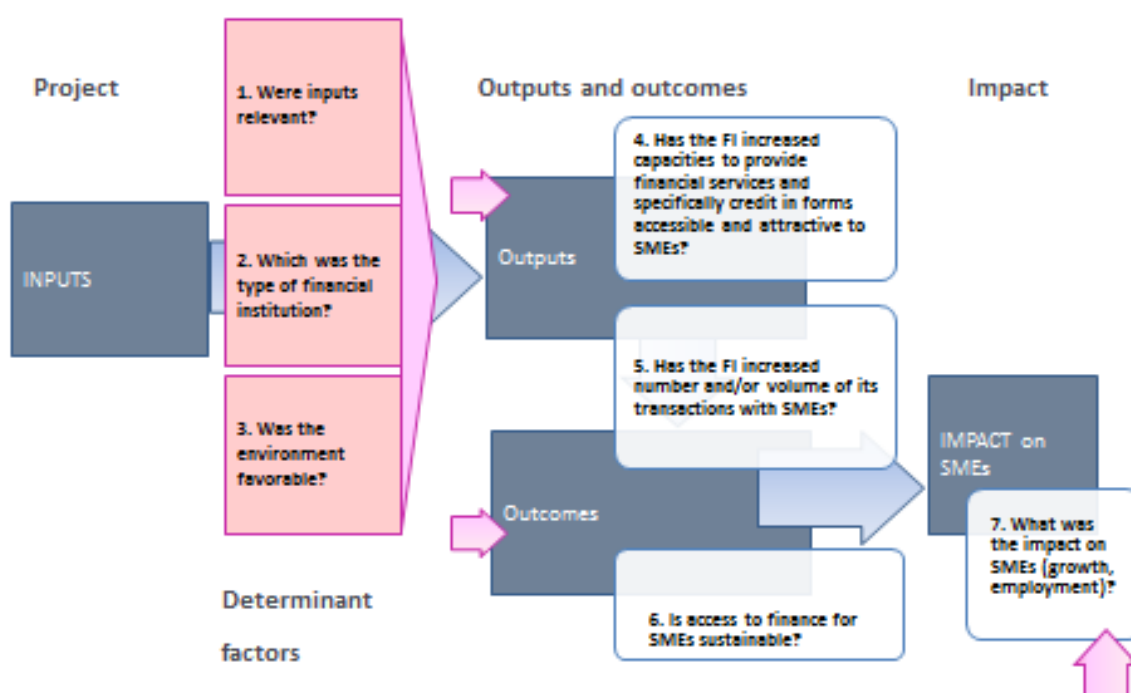 Project
Outputs and outcomes
Impact
1. Were inputs
relevant?
4. Has the FI increased
capacities to provide
financial services and
specifically credit in forms
accessible and attractive to
SMEs?
INPUTS
2. Which was the
type of financial
institution?
Outputs
5. Has the FI increased
number and/or volume of its
transactions with SMEs?
3. Was the
environment
favorable?
IMPACT on
SMEs
Outcomes
7. What was
the impact on
SMEs (growth,
employment)?
6. Is access to finance for
SMEs sustainable?
Determinant
factors